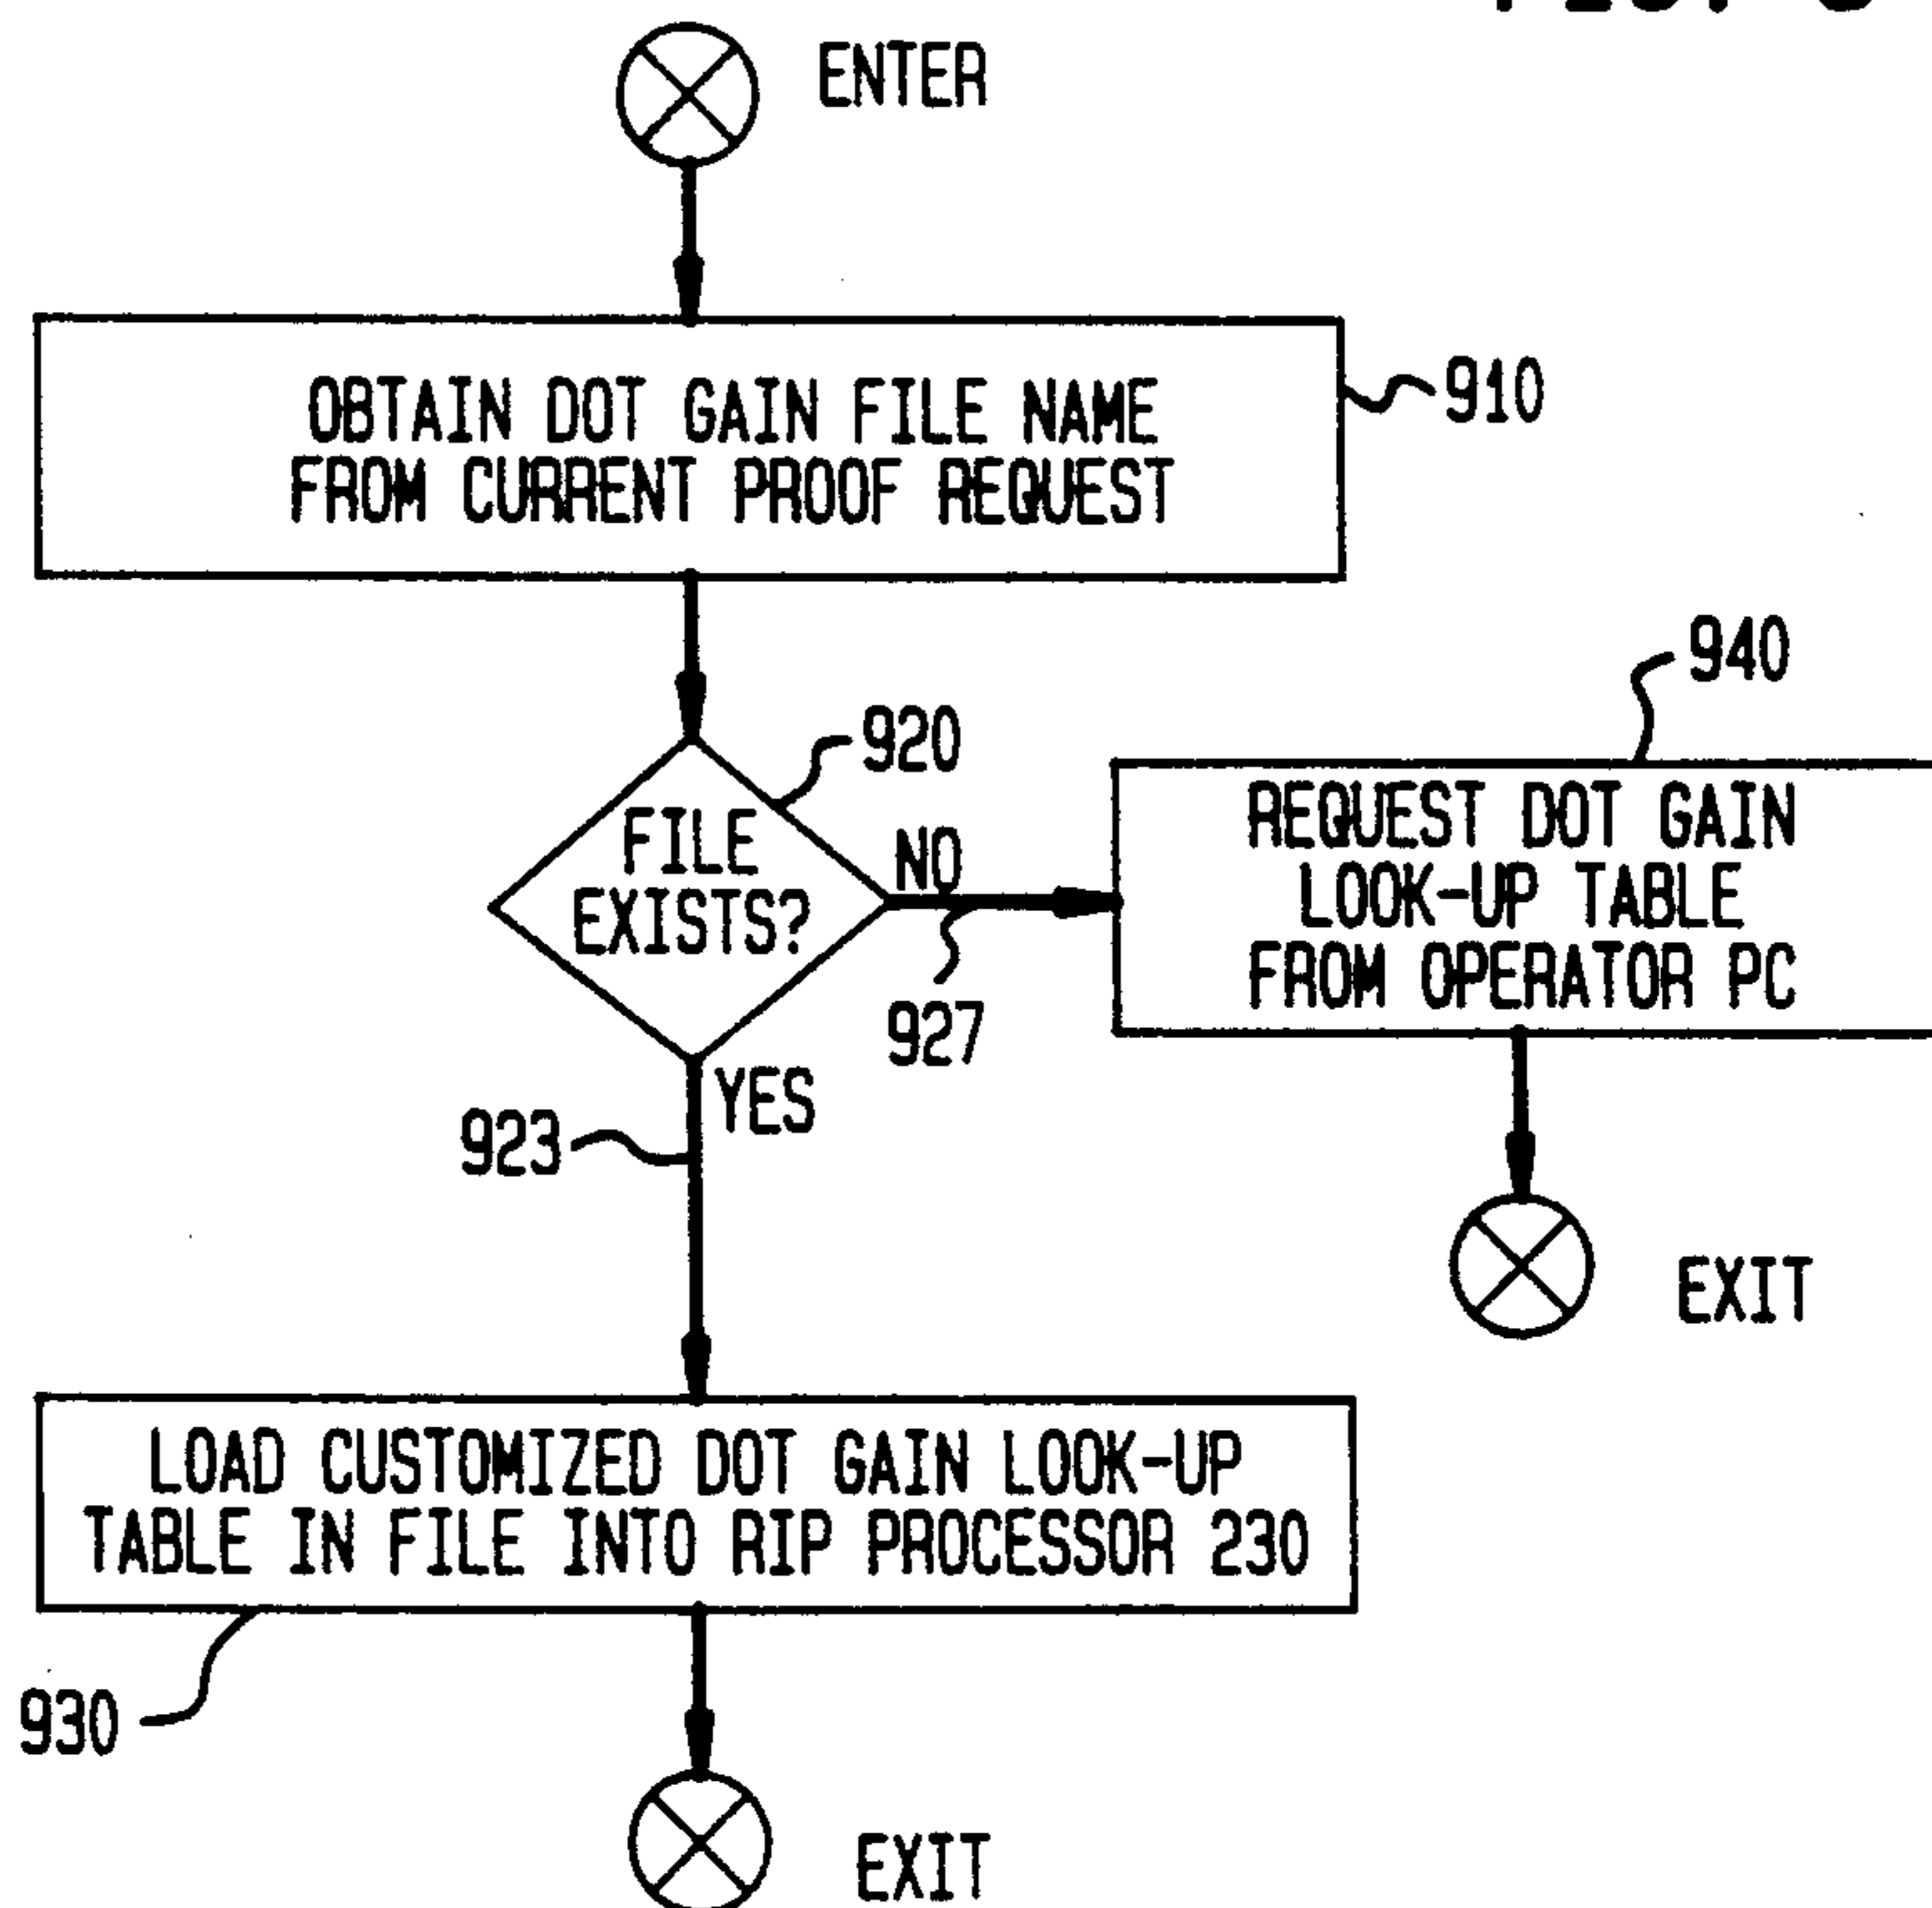 ENTER
OBTAIN DOT GAIN FILE NAME
FROM CURRENT PROOF REQUEST
910
920
FILE
EXISTS?
NO
927
940
REQUEST DOT GAIN
LOOK-UP TABLE
FROM OPERATOR PC
YES
923
EXIT
LOAD CUSTOMIZED DOT GAIN LOOK-UP
TABLE IN FILE INTO RIP PROCESSOR 230
930
EXIT